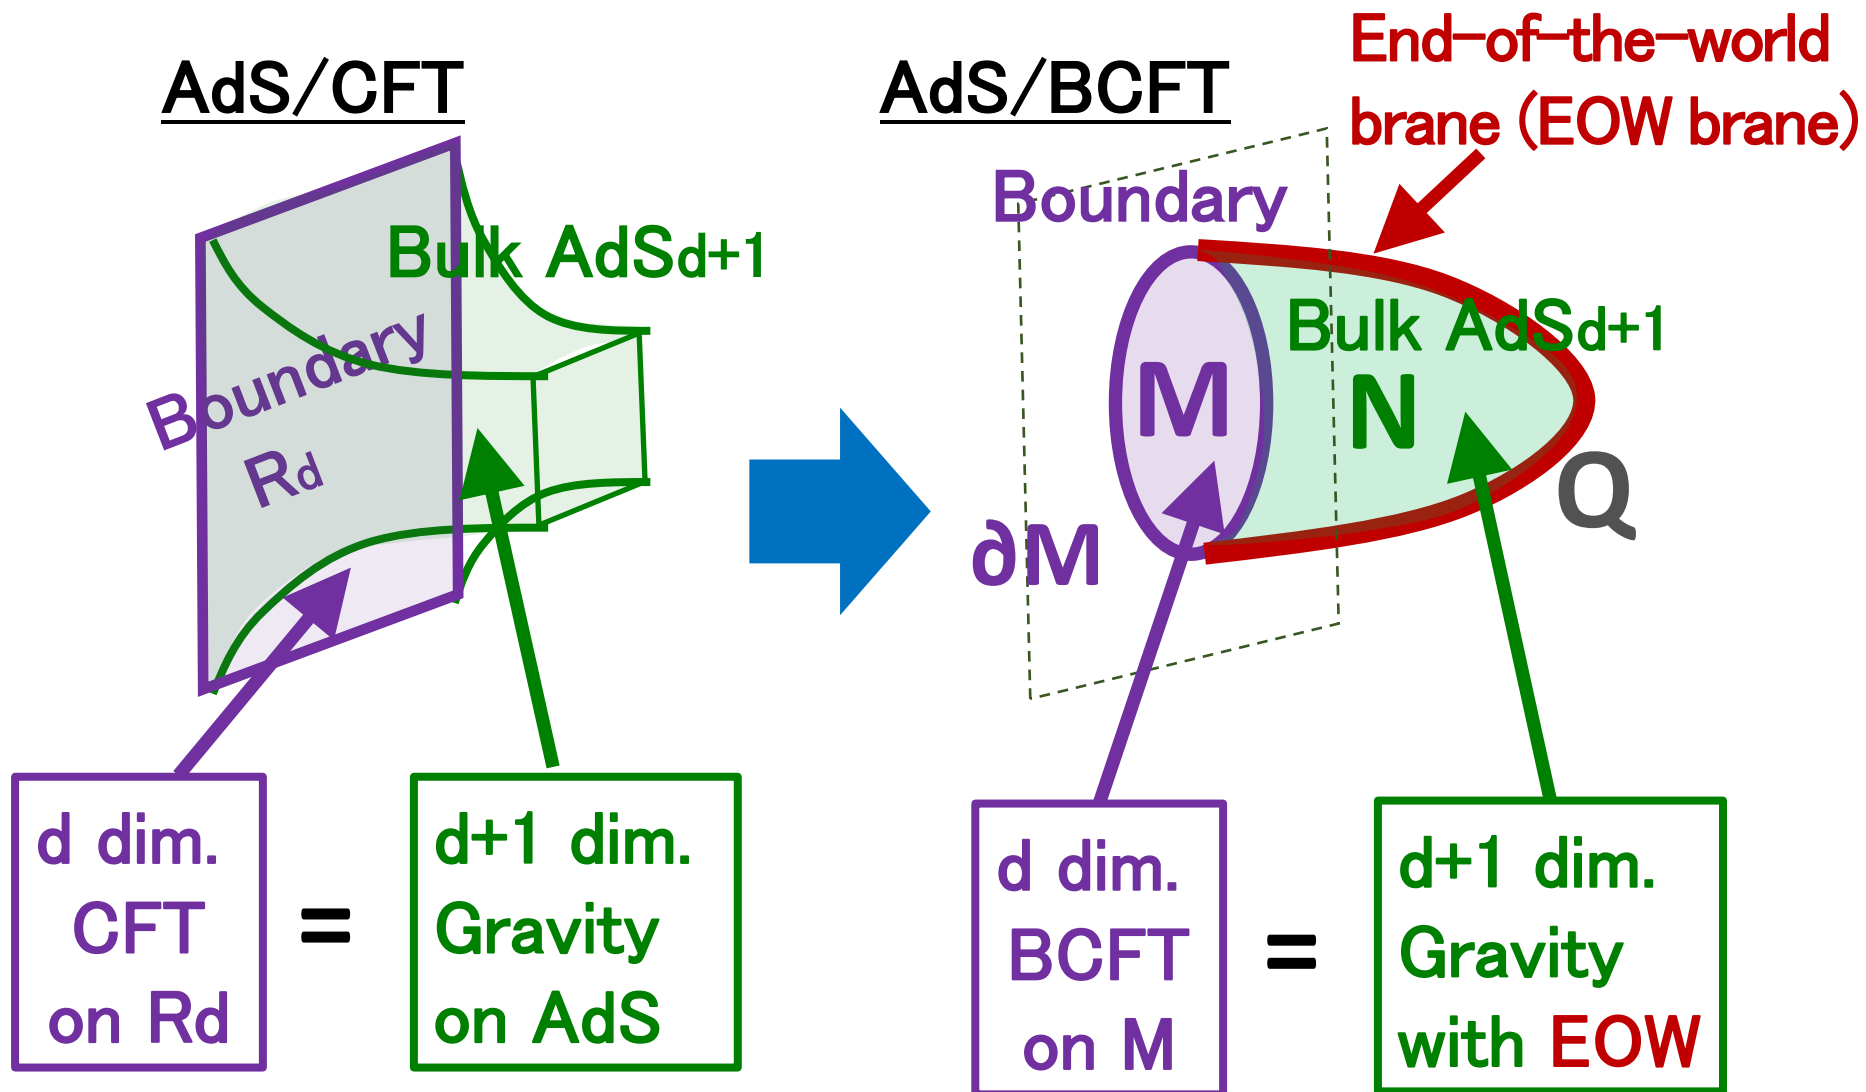 AdS/CFT
Bulk AdSd+1
Boundary
Rd
d dim.
CFT
on Rd
=
d+1 dim.
Gravity
on AdS
AdS/BCFT
End-of-the-world
brane (EOW brane)
Boundary
Bulk AdSd+1
M
N
Q
∂M
d dim.
BCFT
on M
=
d+1 dim.
Gravity
with EOW